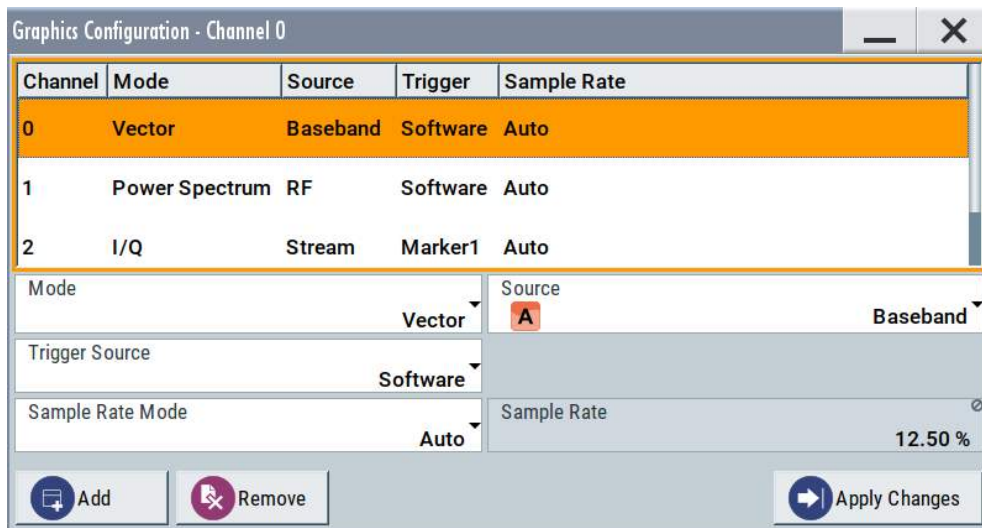 Graphics Configuration - Channel 0
Channel Mode Source Trigger Sample Rate
0 Vector Baseband Software Auto
1 Power Spectrum RF Software Auto
2 I/Q Stream Marker1 Auto
Mode
Vector
Source
A Baseband
Trigger Source
Software
Sample Rate Mode
Auto
Sample Rate
12.50 %
Add Remove Apply Changes